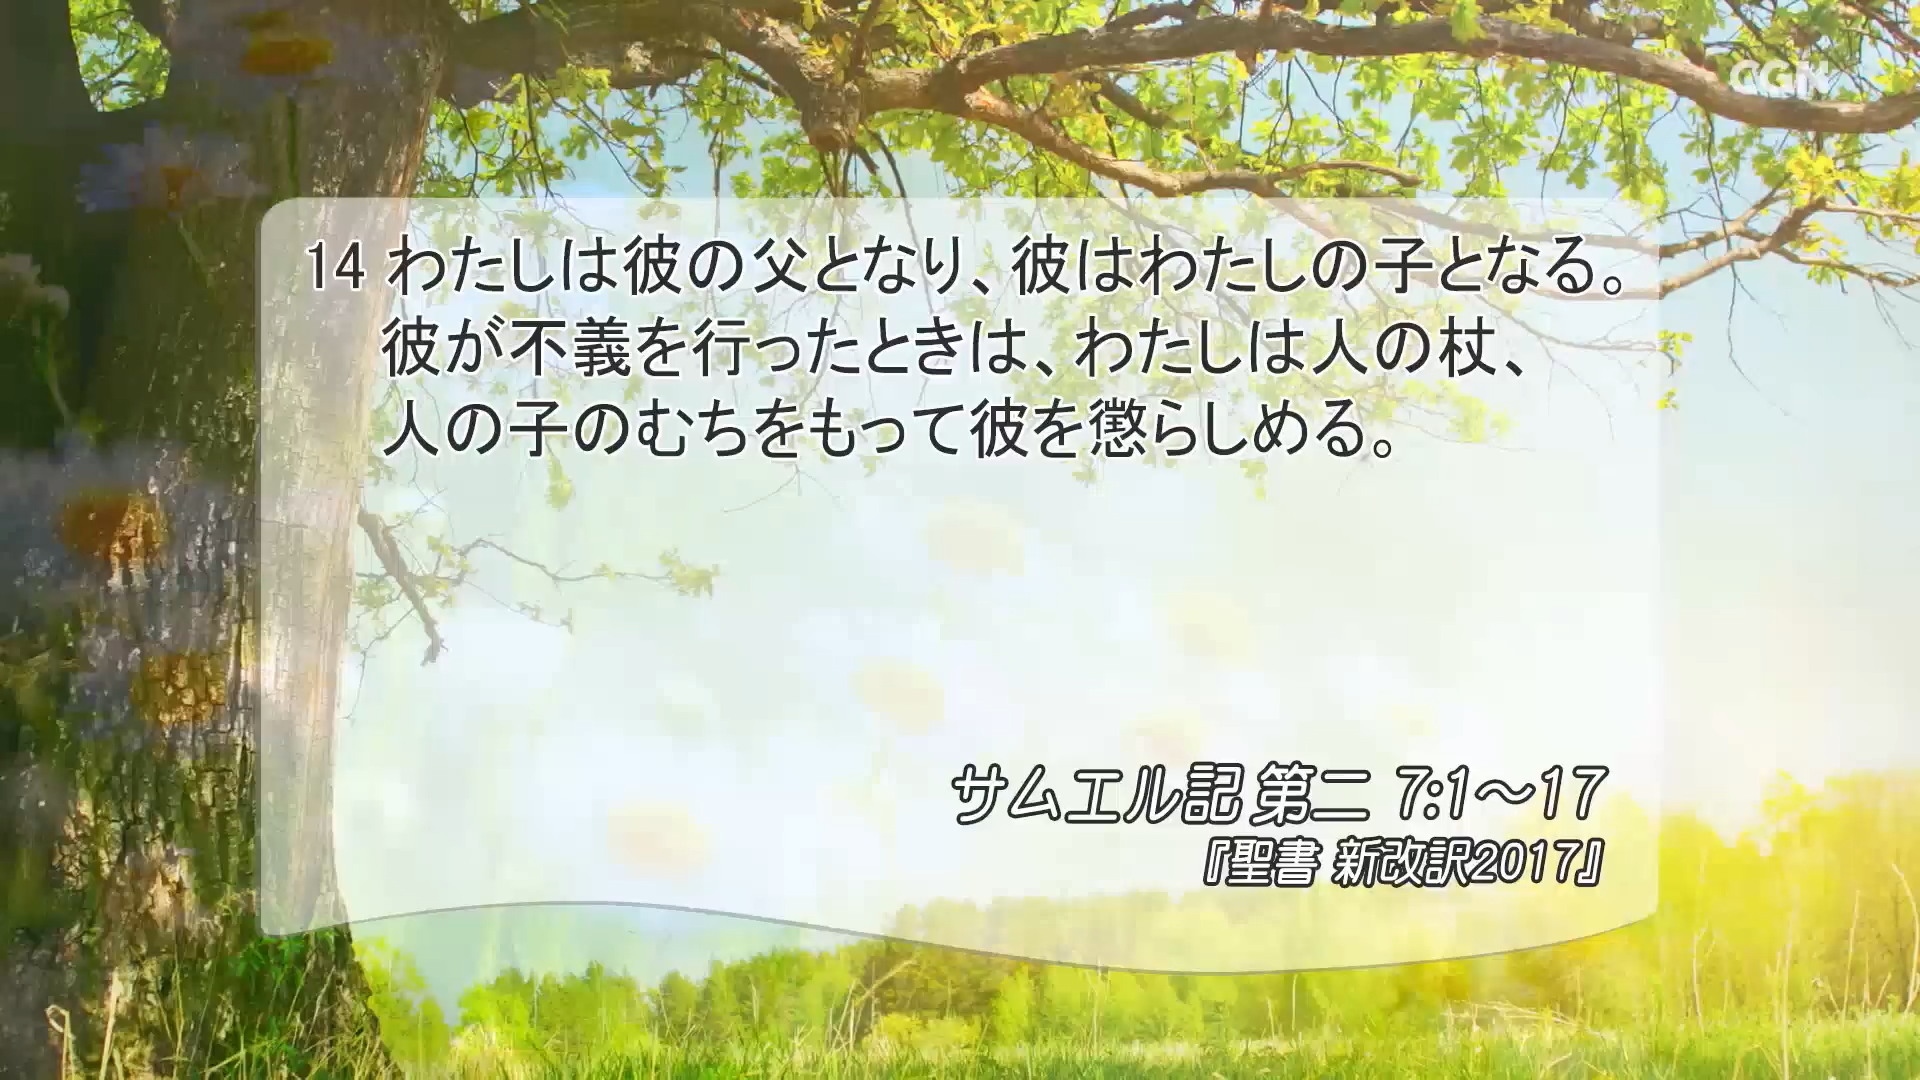 CGN
14 わたしは彼の父となり、彼はわたしの子となる。
彼が不義を行ったときは、わたしは人の杖、
人の子のむちをもって彼を懲らしめる。
サムエル記 第二 7:1〜17
『聖書 新改訳2017』